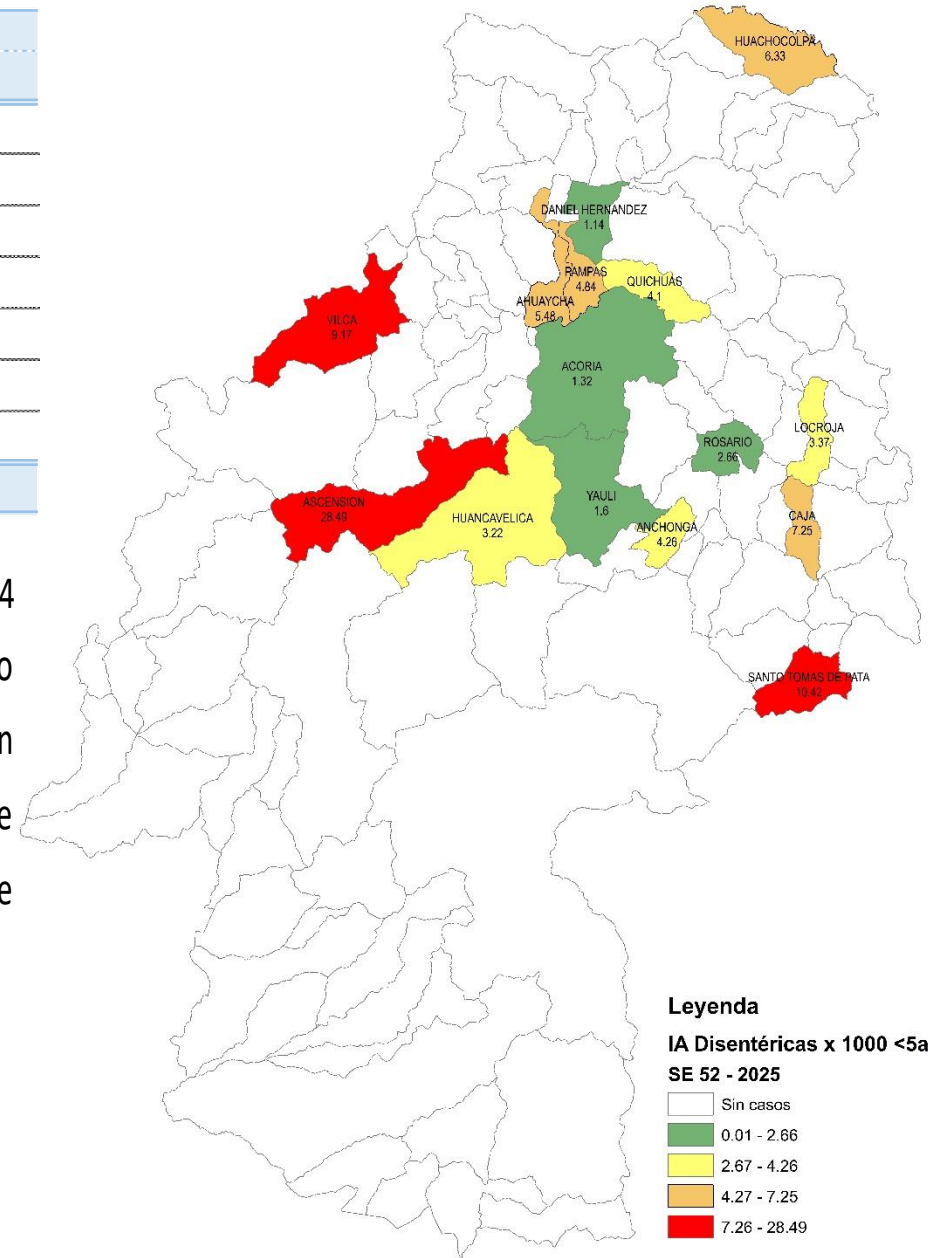 HUACHOCOLPA
6.33
DANIEL HERNANDEZ
1.14
PAMPAS
4.84
QUICHUAS
4.1
AHUAYCHA
5.48
VILCA
9.17
ACORIA
1.32
LOCROJA
3.37
ROSARIO
2.66
ASCENSION
28.49
HUANCAVELICA
3.22
YAULI
1.6
ANCHONGA
4.26
CAJA
7.25
SANTO TOMAS DE PATA
10.42
4
o
n
e
e
Leyenda
IA Disentéricas x 1000 <5a
SE 52 - 2025
Sin casos
0.01 - 2.66
2.67 - 4.26
4.27 - 7.25
7.26 - 28.49